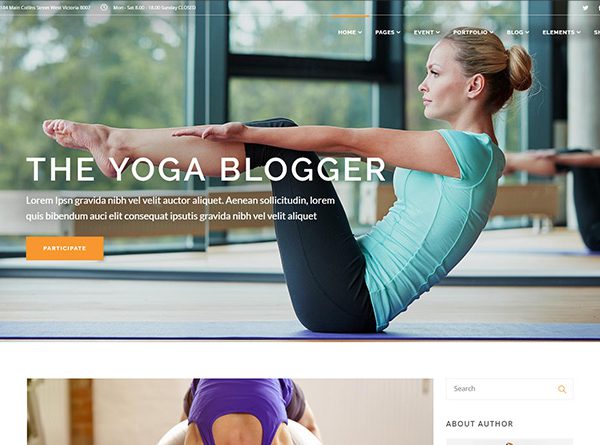 184 Main Collins Street West Victoria 8007 Mon - Sat 8.00 - 18.00 Sunday CLOSED
HOME PAGES EVENT PORTFOLIO BLOG ELEMENTS
THE YOGA BLOGGER
Lorem Ipsn gravida nibh vel velit auctor aliquet. Aenean sollicitudin, lorem
quis bibendum auci elit consequat ipsutis gravida nibh vel velit aliquet
PARTICIPATE
Search
ABOUT AUTHOR